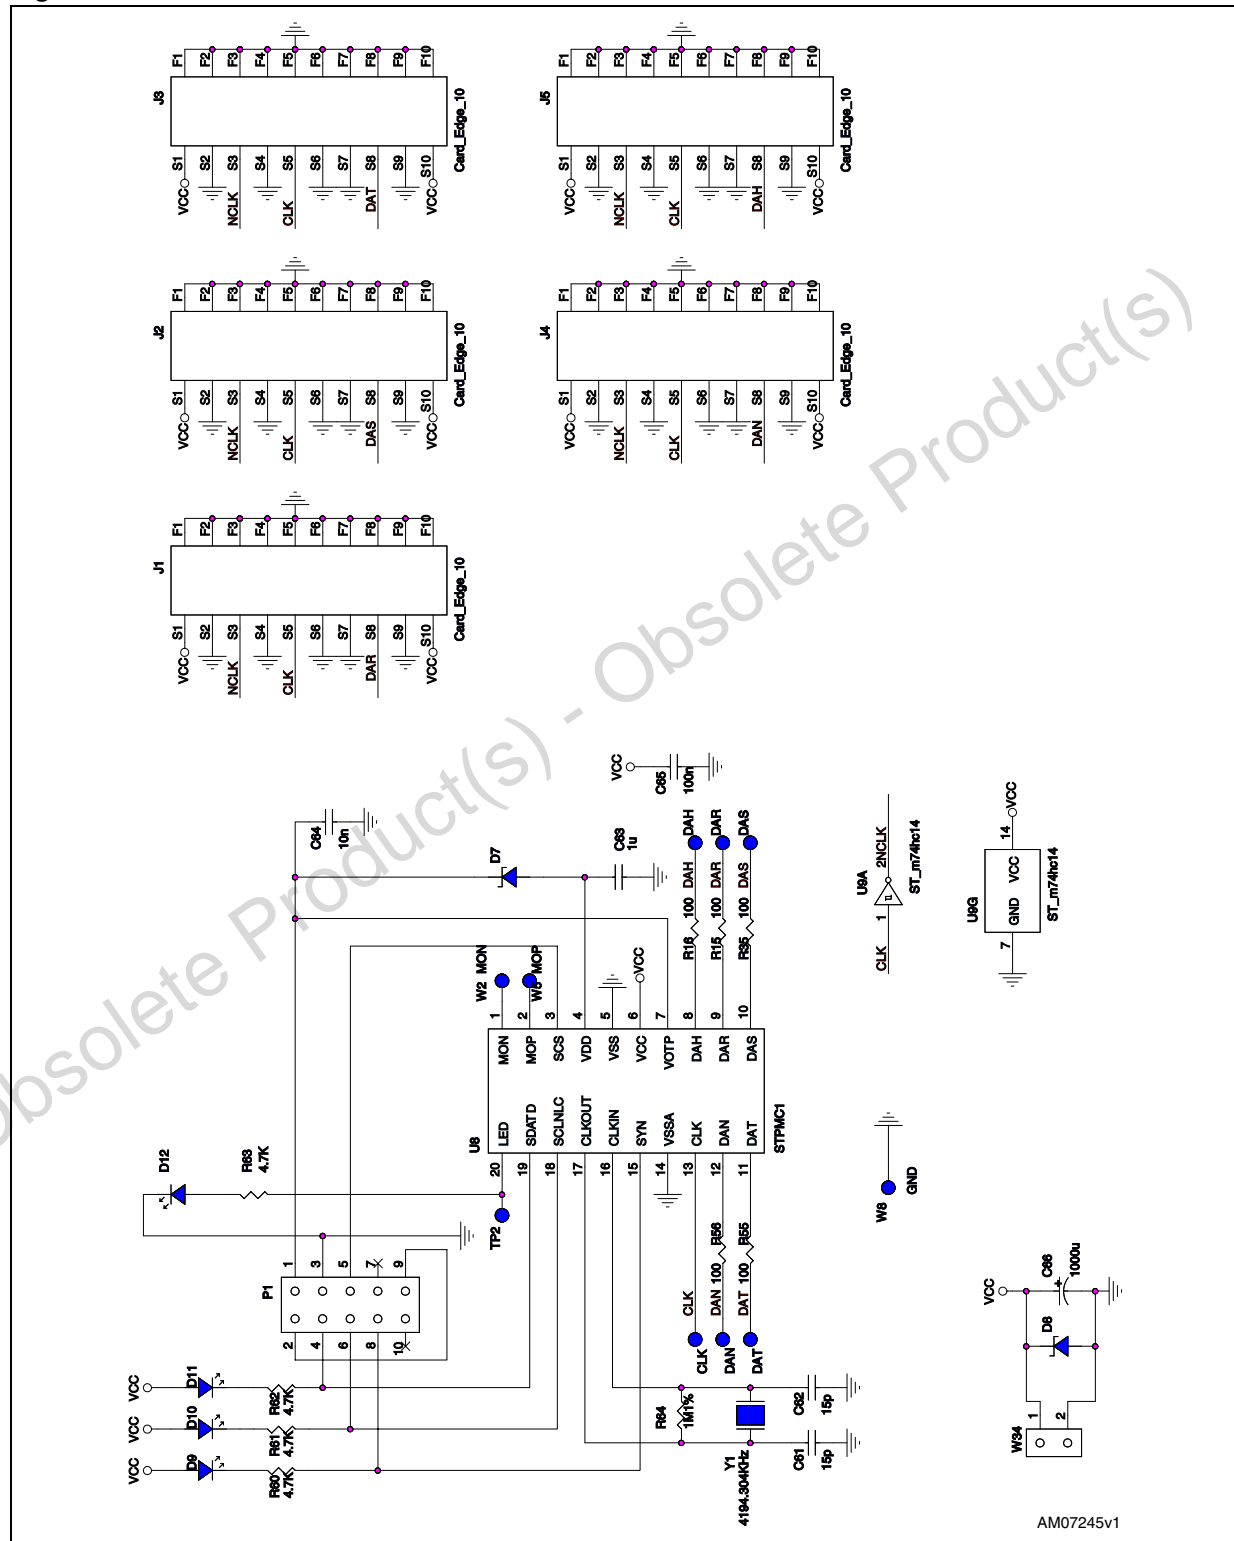 F1 F2 F3 F4 F5 F6 F7 F8 F9 F10
J3
Card_Edge_10
S1 S2 S3 S4 S5 S6 S7 S8 S9 S10
VCC NCLK CLK DAT VCC
F1 F2 F3 F4 F5 F6 F7 F8 F9 F10
J5
Card_Edge_10
S1 S2 S3 S4 S5 S6 S7 S8 S9 S10
VCC NCLK CLK DAH VCC
F1 F2 F3 F4 F5 F6 F7 F8 F9 F10
J2
Card_Edge_10
S1 S2 S3 S4 S5 S6 S7 S8 S9 S10
VCC NCLK CLK DAS VCC
F1 F2 F3 F4 F5 F6 F7 F8 F9 F10
J4
Card_Edge_10
S1 S2 S3 S4 S5 S6 S7 S8 S9 S10
VCC NCLK CLK DAN VCC
F1 F2 F3 F4 F5 F6 F7 F8 F9 F10
J1
Card_Edge_10
S1 S2 S3 S4 S5 S6 S7 S8 S9 S10
VCC NCLK CLK DAR VCC
Obsolete Product(s) - Obsolete Product(s)
VCC
C65
100n
C64
10n
D7
C63
1u
DAH DAR DAS
DAH DAR DAS
100 100 100
R16 R15 R35
W2 MON
W5 MOP
VCC
1 2 3 4 5 6 7 8 9 10
MON MOP SCS VDD VSS VCC VOTP DAH DAR DAS
U8
STPMC1
LED SDATD SCLNLC CLKOUT CLKIN SYN VSSA CLK DAN DAT
20 19 18 17 16 15 14 13 12 11
U9A
CLK 1 2 NCLK
ST_m74hc14
U9G
VCC
14
GND VCC
7
ST_m74hc14
D12
R63
4.7K
TP2
W8
GND
P1
1 3 5 7 9
2 4 6 8 10
R56 R55
100 100
CLK DAN DAT
CLK DAN DAT
VCC D11 R62 4.7K
VCC D10 R61 4.7K
VCC D9 R60 4.7K
R64
1M1%
Y1
4194.304KHz
C62
15p
C61
15p
VCC
C66
1000u
+
D8
1 2
W34
AM07245v1